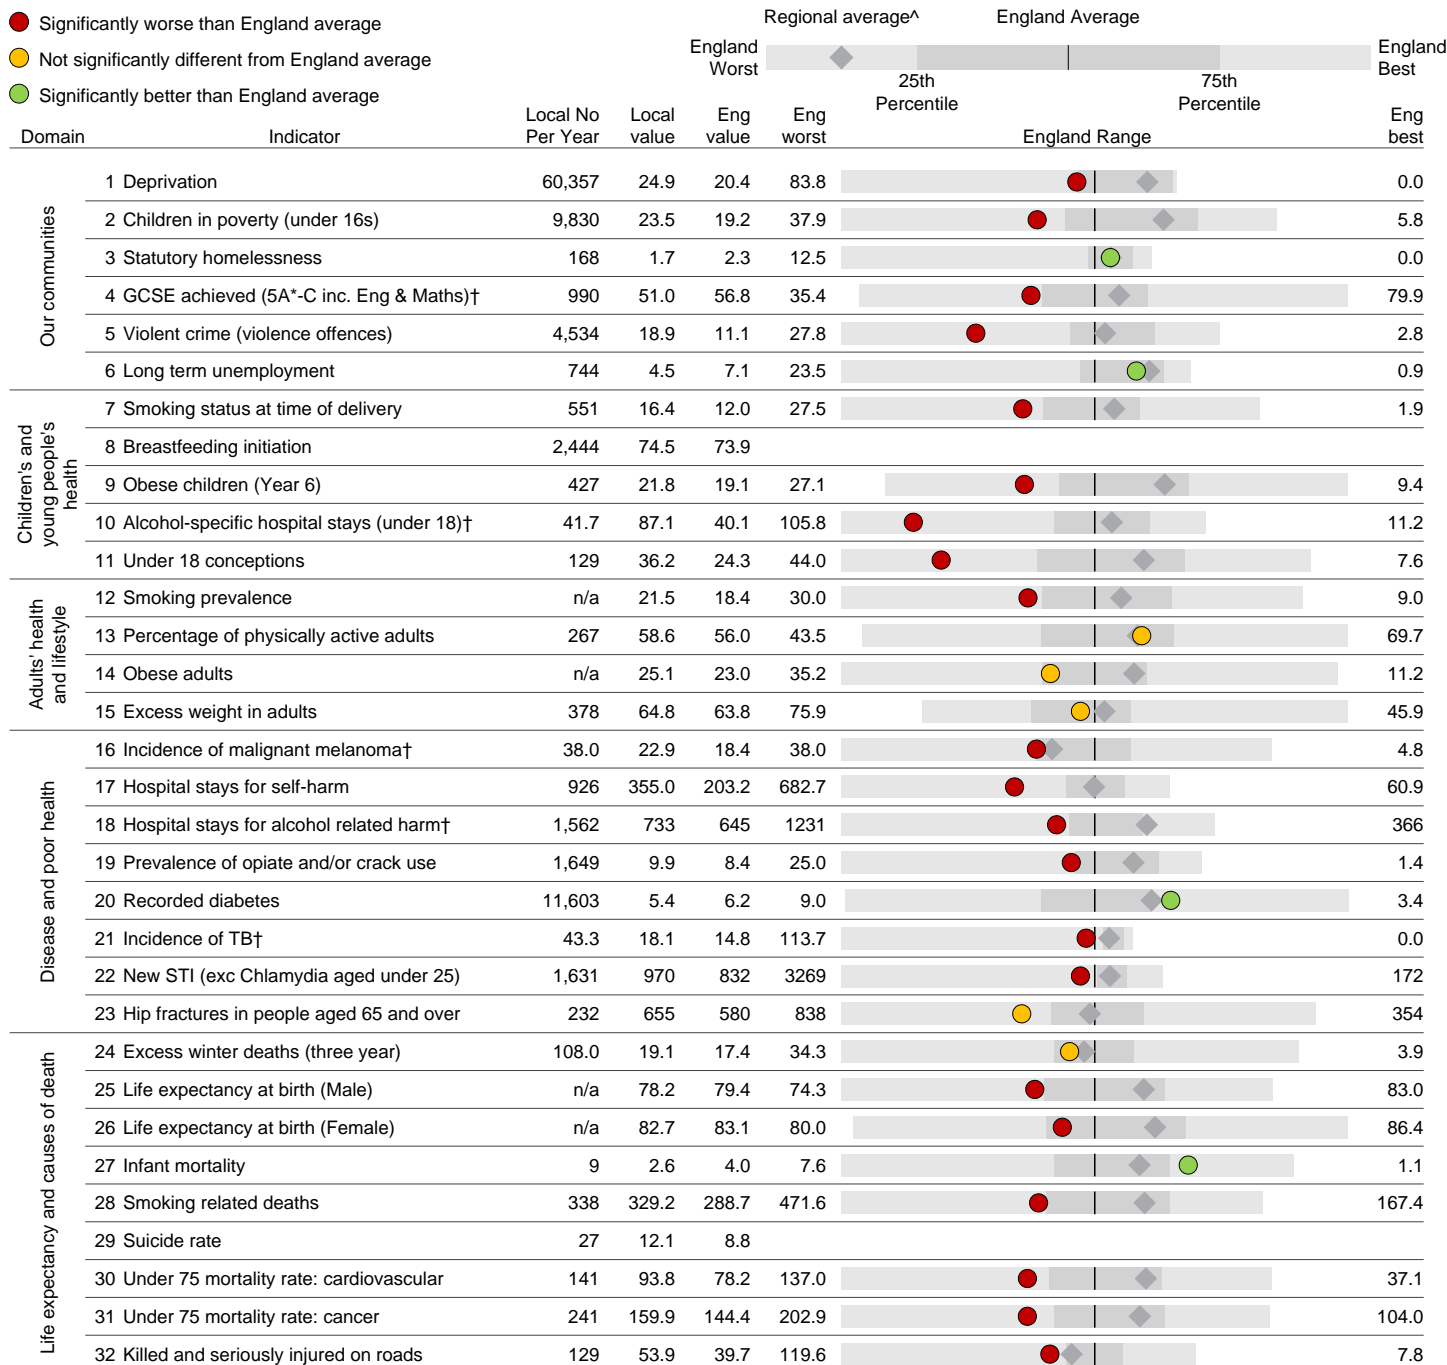 Significantly worse than England average
Not significantly different from England average
Significantly better than England average
Regional average^ England Average
England Worst
England Best
25th Percentile
75th Percentile
Domain Indicator Local No Per Year Local value Eng value Eng worst England Range Eng best
Our communities
1 Deprivation 60,357 24.9 20.4 83.8 0.0
2 Children in poverty (under 16s) 9,830 23.5 19.2 37.9 5.8
3 Statutory homelessness 168 1.7 2.3 12.5 0.0
4 GCSE achieved (5A*-C inc. Eng & Maths)† 990 51.0 56.8 35.4 79.9
5 Violent crime (violence offences) 4,534 18.9 11.1 27.8 2.8
6 Long term unemployment 744 4.5 7.1 23.5 0.9
Children's and young people's health
7 Smoking status at time of delivery 551 16.4 12.0 27.5 1.9
8 Breastfeeding initiation 2,444 74.5 73.9
9 Obese children (Year 6) 427 21.8 19.1 27.1 9.4
10 Alcohol-specific hospital stays (under 18)† 41.7 87.1 40.1 105.8 11.2
11 Under 18 conceptions 129 36.2 24.3 44.0 7.6
Adults' health and lifestyle
12 Smoking prevalence n/a 21.5 18.4 30.0 9.0
13 Percentage of physically active adults 267 58.6 56.0 43.5 69.7
14 Obese adults n/a 25.1 23.0 35.2 11.2
15 Excess weight in adults 378 64.8 63.8 75.9 45.9
Disease and poor health
16 Incidence of malignant melanoma† 38.0 22.9 18.4 38.0 4.8
17 Hospital stays for self-harm 926 355.0 203.2 682.7 60.9
18 Hospital stays for alcohol related harm† 1,562 733 645 1231 366
19 Prevalence of opiate and/or crack use 1,649 9.9 8.4 25.0 1.4
20 Recorded diabetes 11,603 5.4 6.2 9.0 3.4
21 Incidence of TB† 43.3 18.1 14.8 113.7 0.0
22 New STI (exc Chlamydia aged under 25) 1,631 970 832 3269 172
23 Hip fractures in people aged 65 and over 232 655 580 838 354
Life expectancy and causes of death
24 Excess winter deaths (three year) 108.0 19.1 17.4 34.3 3.9
25 Life expectancy at birth (Male) n/a 78.2 79.4 74.3 83.0
26 Life expectancy at birth (Female) n/a 82.7 83.1 80.0 86.4
27 Infant mortality 9 2.6 4.0 7.6 1.1
28 Smoking related deaths 338 329.2 288.7 471.6 167.4
29 Suicide rate 27 12.1 8.8
30 Under 75 mortality rate: cardiovascular 141 93.8 78.2 137.0 37.1
31 Under 75 mortality rate: cancer 241 159.9 144.4 202.9 104.0
32 Killed and seriously injured on roads 129 53.9 39.7 119.6 7.8